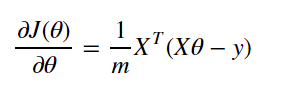 ∂J(θ)/∂θ = 1/m X^T (Xθ − y)